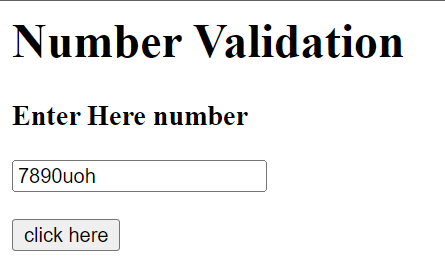 Number Validation
Enter Here number
7890uoh
click here